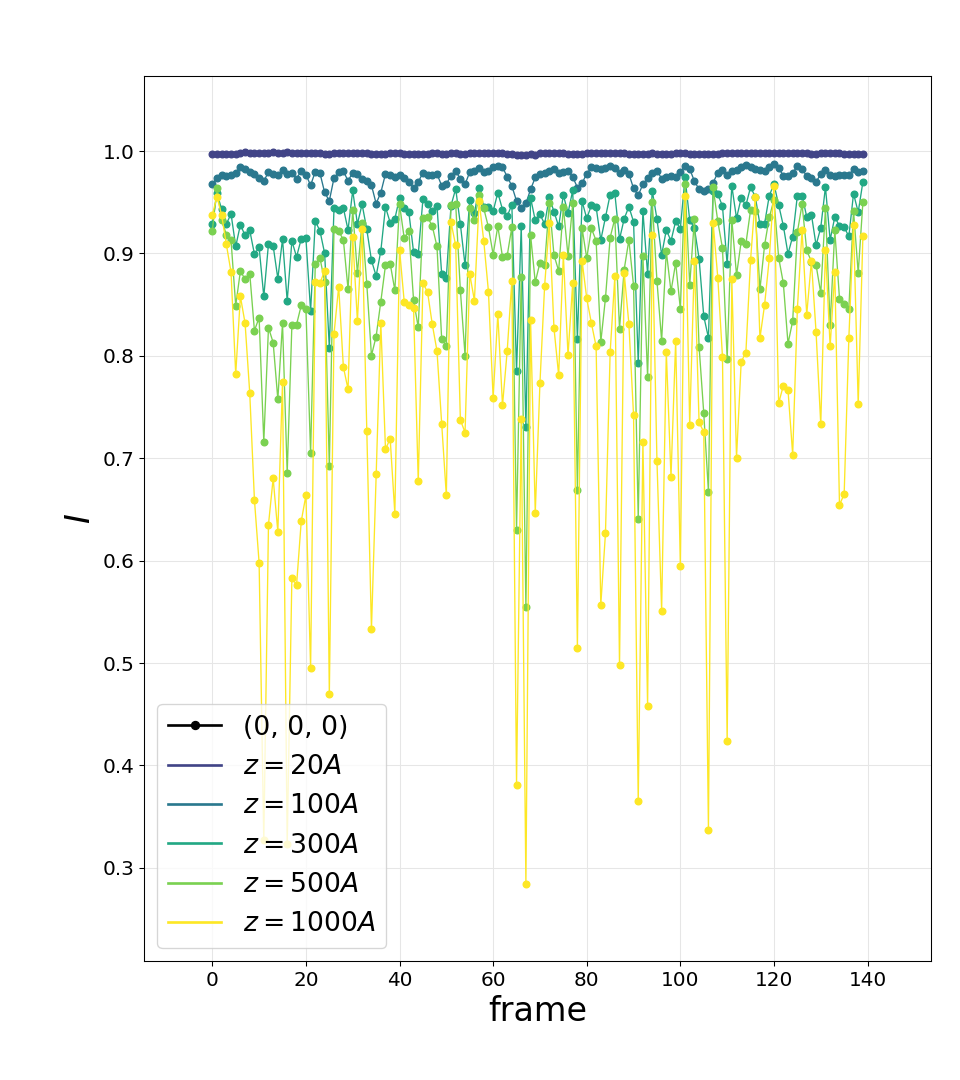 1.0
0.9
0.8
0.7
0.6
0.5
0.4
0.3
I
(0, 0, 0)
z = 20A
z = 100A
z = 300A
z = 500A
z = 1000A
0 20 40 60 80 100 120 140
frame